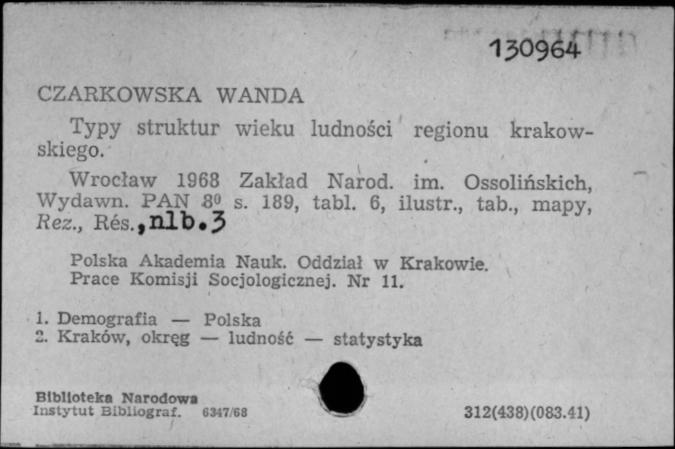 130964
CZARKOWSKA WANDA
Typy struktur wieku ludności regionu krakow-
skiego.
Wrocław 1968 Zakład Narod. im. Ossolińskich,
Wydawn. PAN 8⁰ s. 189, tabl. 6, ilustr., tab., mapy,
Rez., Rés., nlb. 3
Polska Akademia Nauk. Oddział w Krakowie.
Prace Komisji Socjologicznej. Nr 11.
1. Demografia — Polska
2. Kraków, okręg — ludność — statystyka
Biblioteka Narodowa
Instytut Bibliograf. 6347/68
312(438)(083.41)